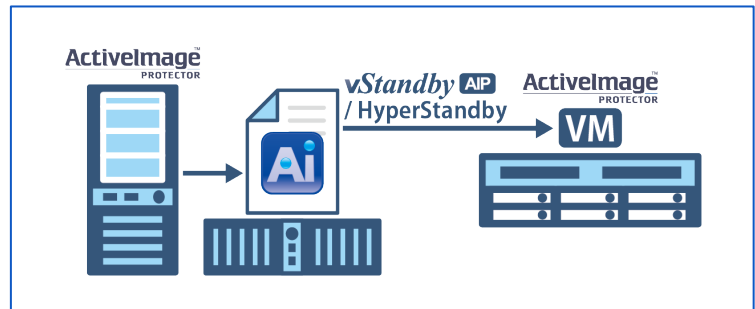 ActiveImage™
PROTECTOR
Ai
vStandby AIP
/ HyperStandby
ActiveImage™
PROTECTOR
VM